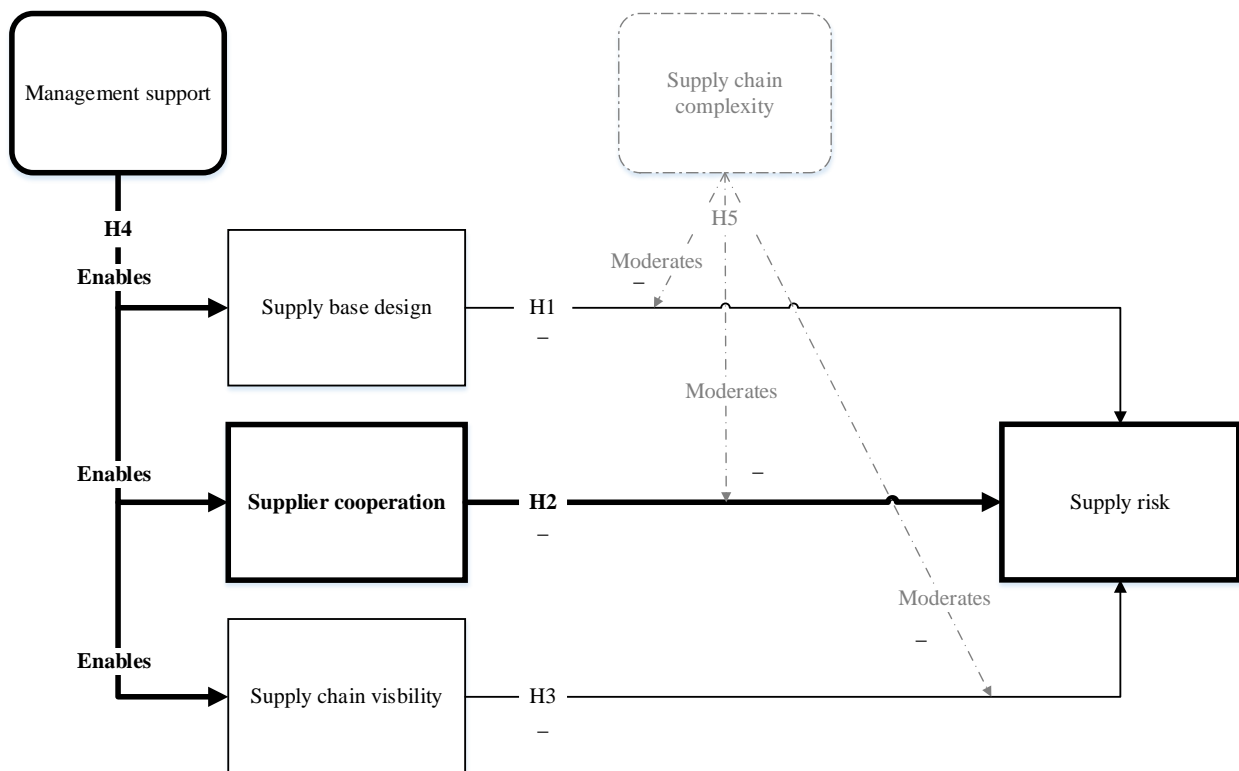 Management support
Supply chain
complexity
H4
H5
Enables
Moderates
–
Supply base design
H1
–
Moderates
Enables
–
Supplier cooperation
H2
–
Supply risk
Moderates
–
Enables
Supply chain visbility
H3
–